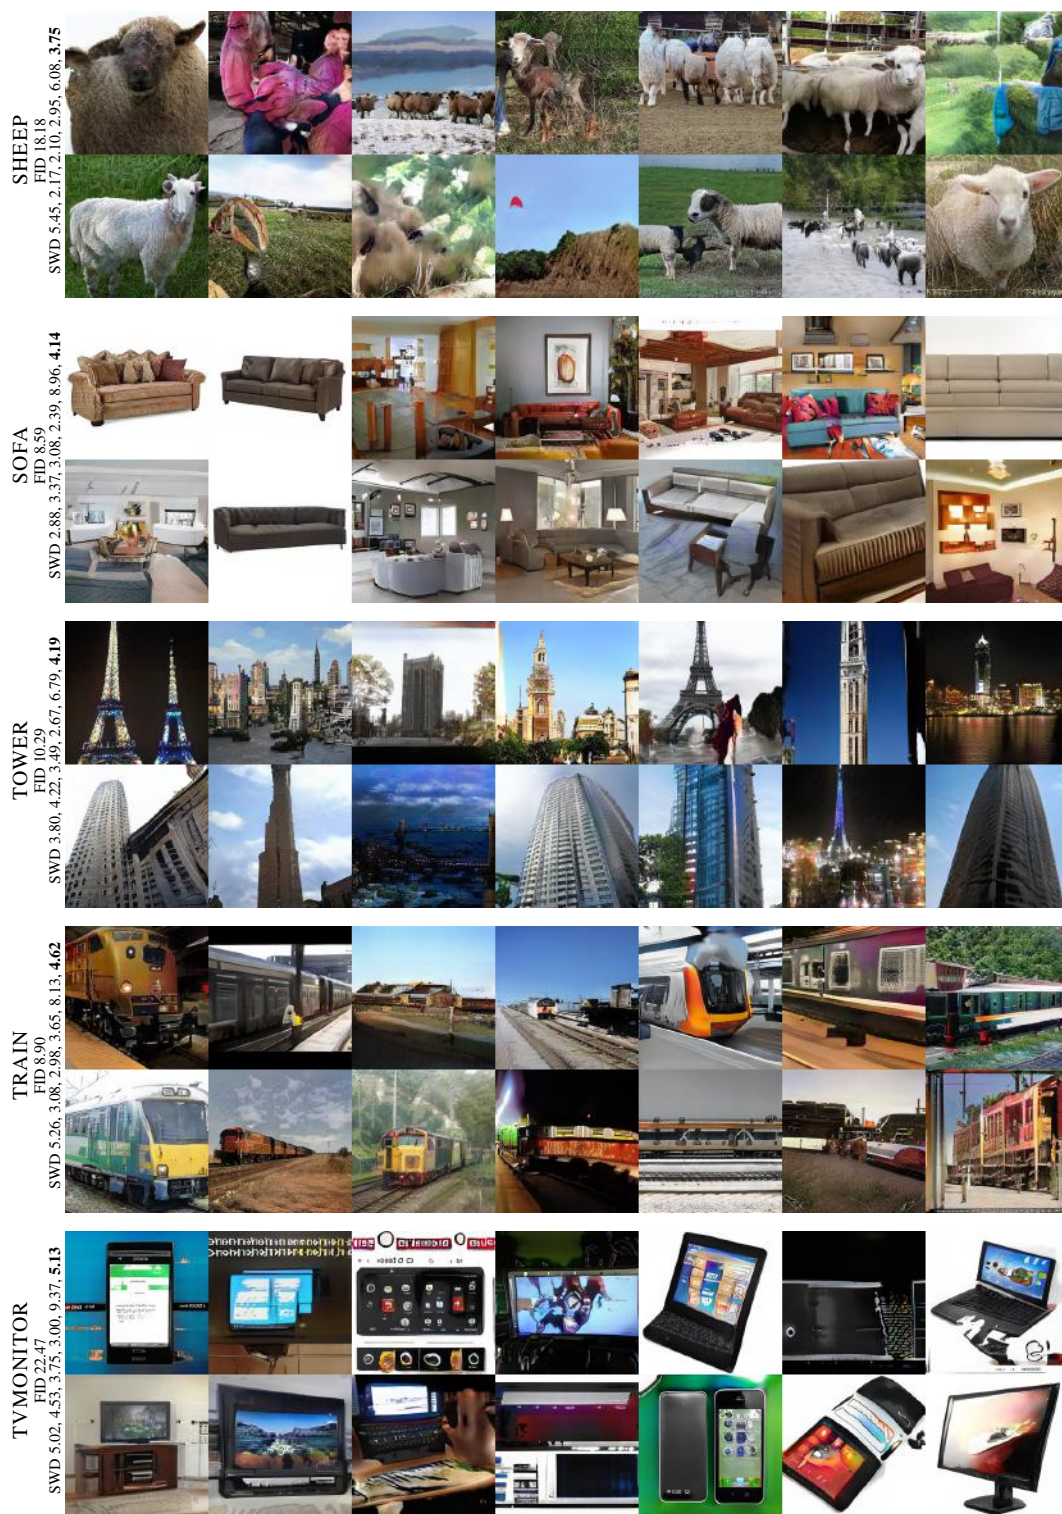 SHEEP
FID 18.18
SWD 5.45, 2.17, 2.10, 2.95, 6.08, 3.75
SOFA
FID 8.59
SWD 2.88, 3.37, 3.08, 2.39, 8.96, 4.14
TOWER
FID 10.29
SWD 3.80, 4.22, 3.49, 2.67, 6.79, 4.19
TRAIN
FID 8.90
SWD 5.26, 3.08, 2.98, 3.65, 8.13, 4.62
TVMONITOR
FID 22.47
SWD 5.02, 4.53, 3.75, 3.00, 9.37, 5.13